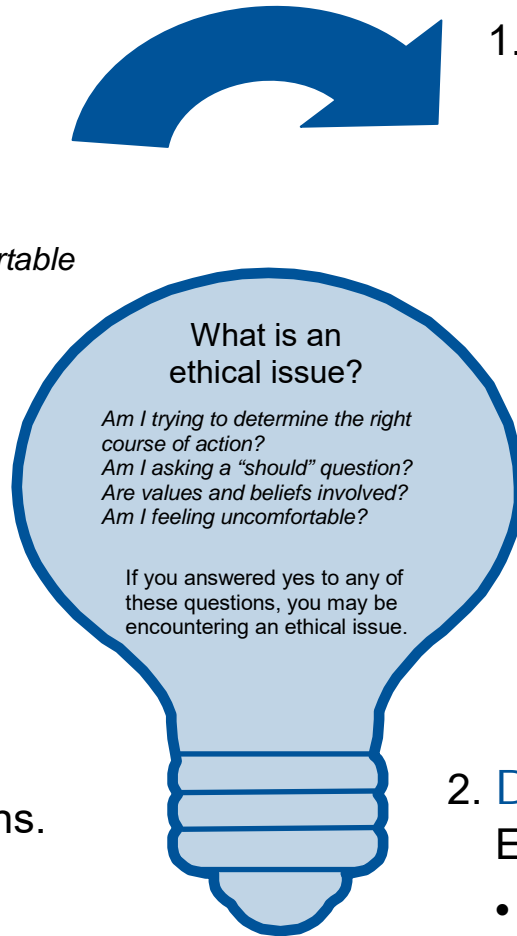 1.
rtable
What is an
ethical issue?
Am I trying to determine the right
course of action?
Am I asking a “should” question?
Are values and beliefs involved?
Am I feeling uncomfortable?
If you answered yes to any of
these questions, you may be
encountering an ethical issue.
ns.
2. D
E
•